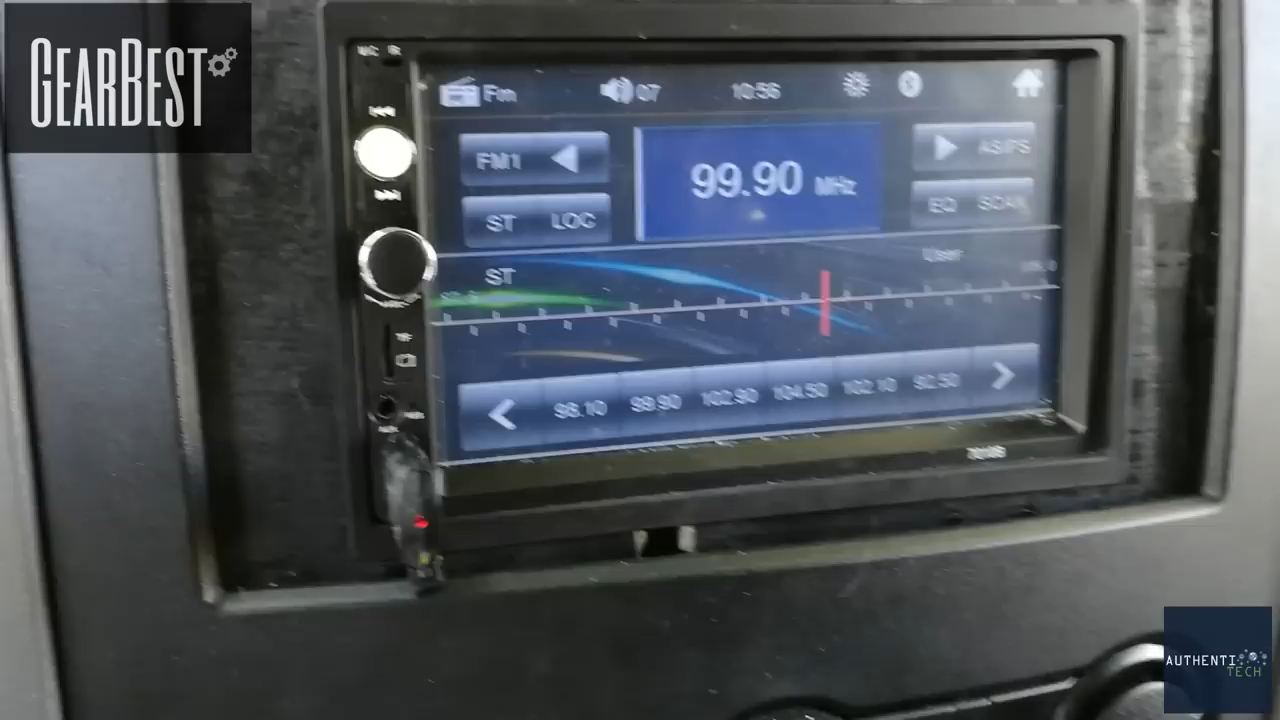 GEARBEST
Fm 07 10:56
FM1 99.90 MHz AS/PS
ST LOC EQ SCAN
ST User
98.10 99.90 102.90 104.50 102.10 92.50
AUTHENTI
TECH